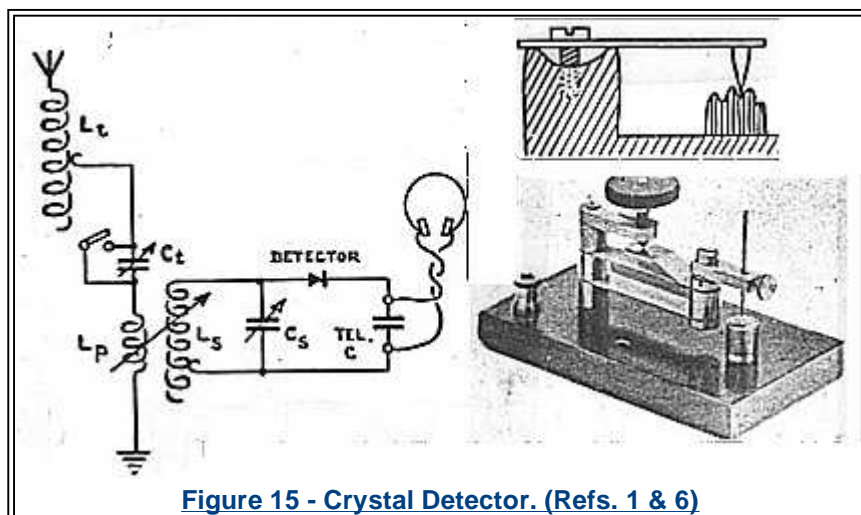 Lt
Ct
DETECTOR
Lp
Ls
Cs
TEL.
C
Figure 15 - Crystal Detector. (Refs. 1 & 6)